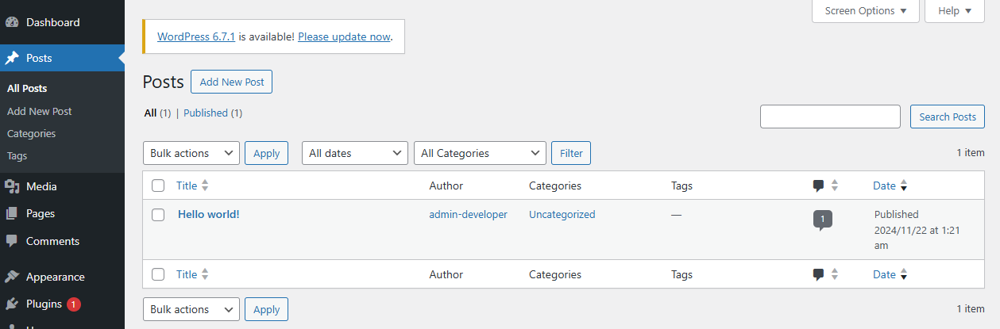 Screen Options Help
Dashboard
WordPress 6.7.1 is available! Please update now.
Posts
All Posts
Add New Post
Categories
Tags
Media
Pages
Comments
Appearance
Plugins 1
Posts Add New Post
All (1) | Published (1)
Search Posts
Bulk actions Apply All dates All Categories Filter 1 item
Title Author Categories Tags Date
Hello world! admin-developer Uncategorized — 1 Published
2024/11/22 at 1:21
am
Title Author Categories Tags Date
Bulk actions Apply 1 item